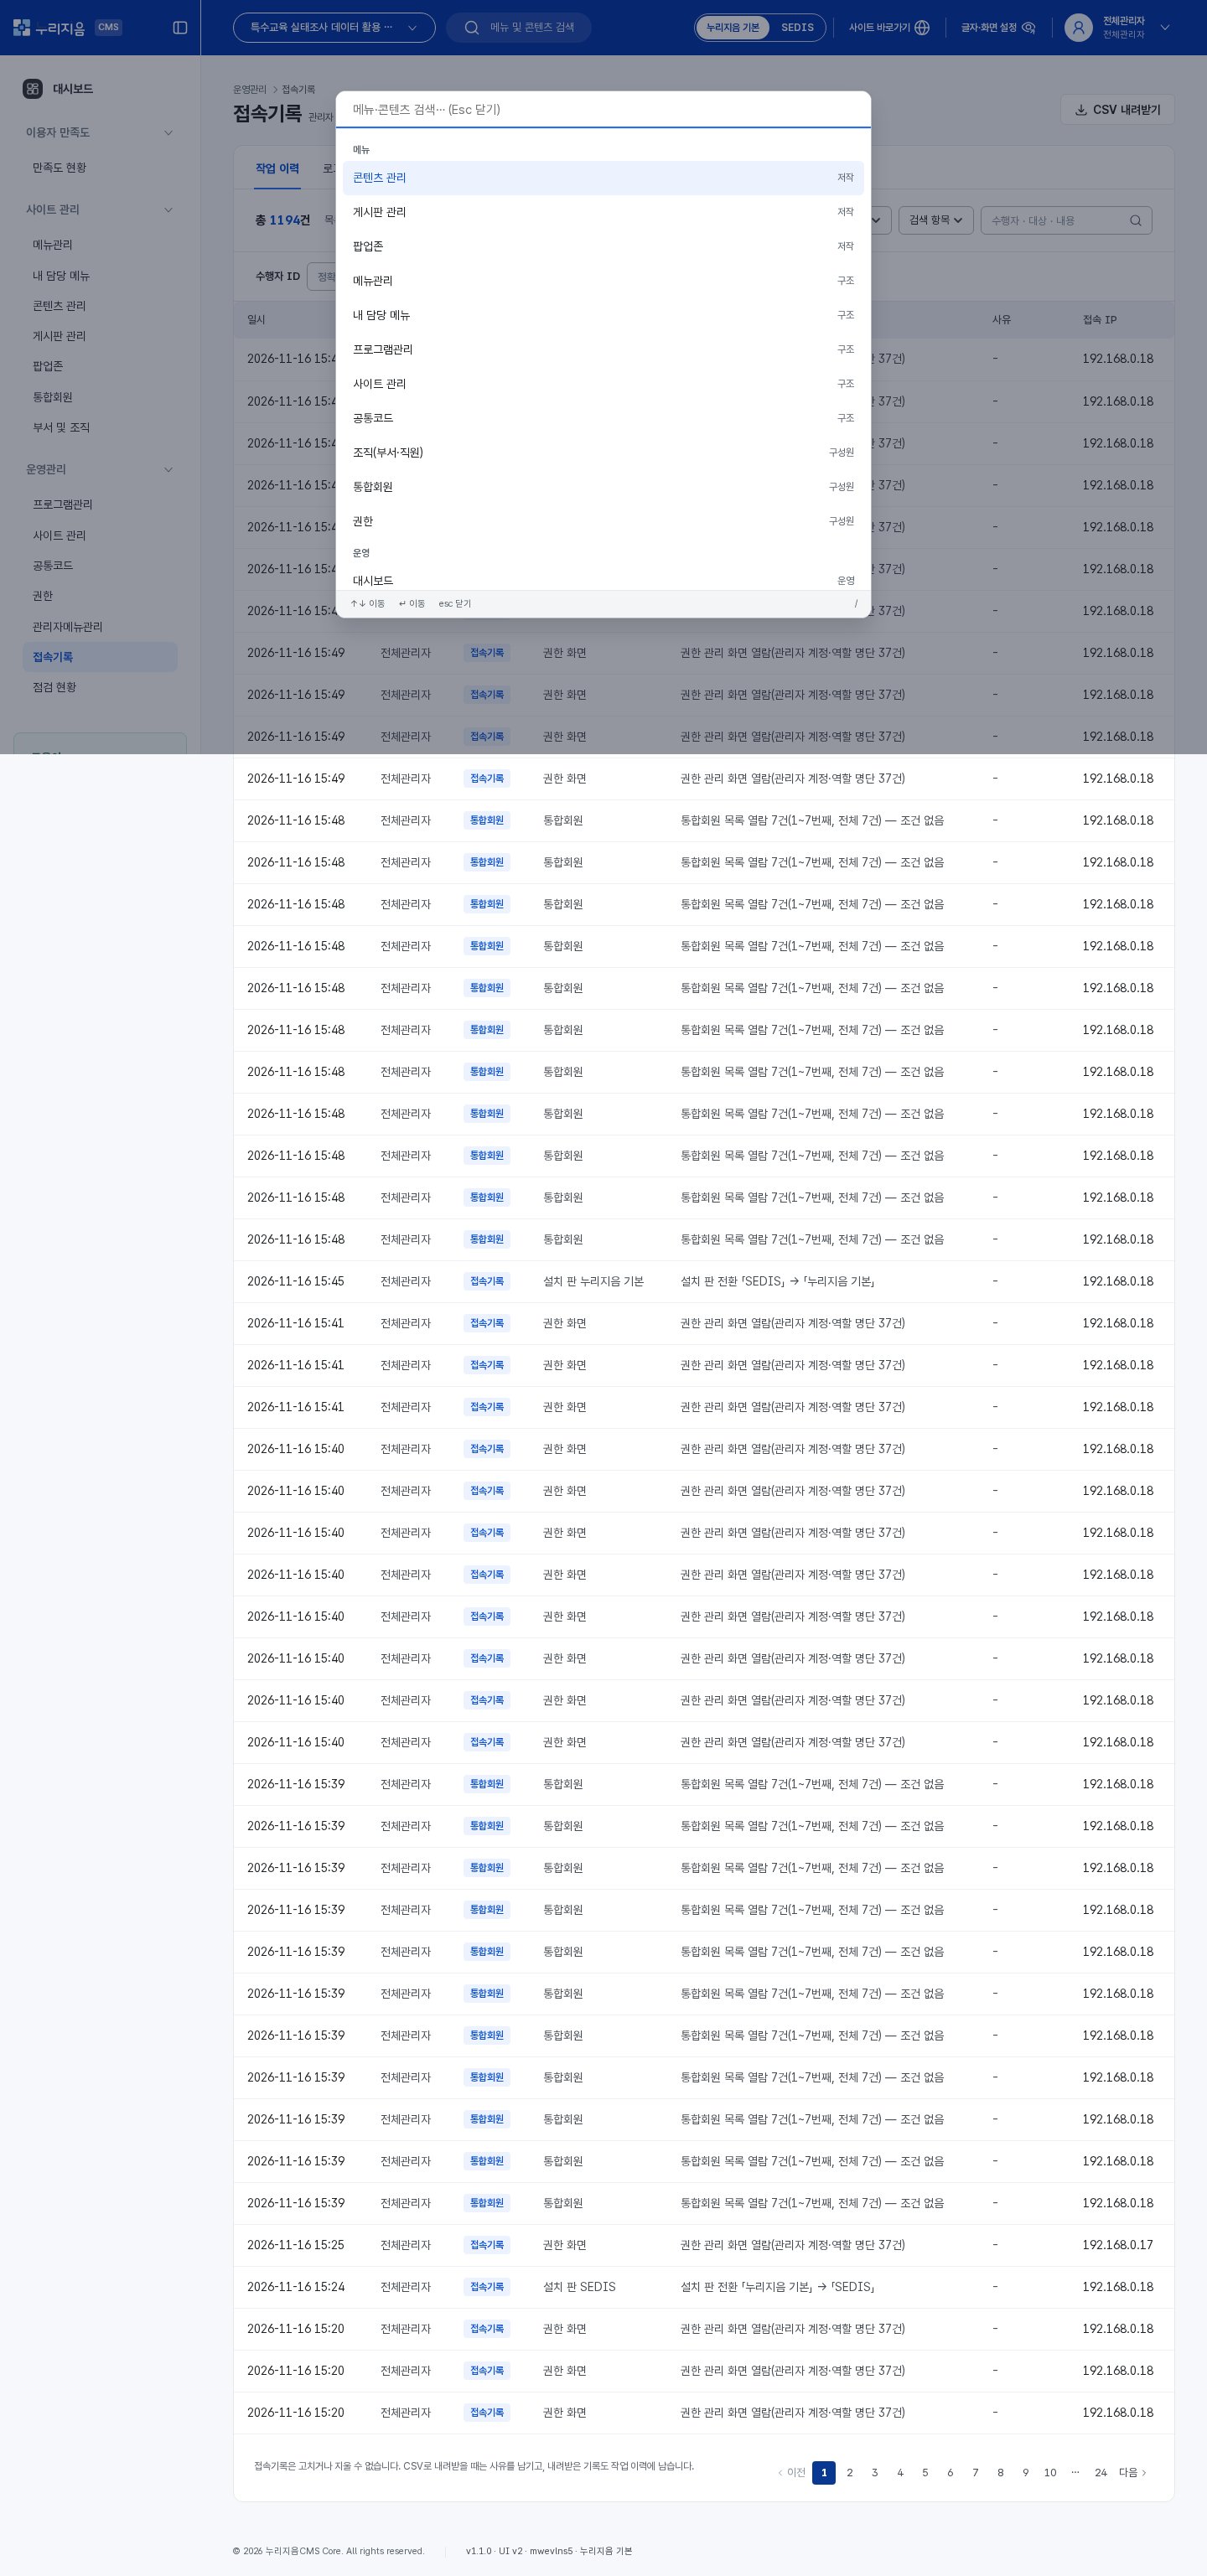 누리지음 CMS
특수교육 실태조사 데이터 활용 ···
메뉴 및 콘텐츠 검색
누리지음 기본 SEDIS
사이트 바로가기
글자·화면 설정
전체관리자
전체관리자
대시보드
이용자 만족도
만족도 현황
사이트 관리
메뉴관리
내 담당 메뉴
콘텐츠 관리
게시판 관리
팝업존
통합회원
부서 및 조직
운영관리
프로그램관리
사이트 관리
공통코드
권한
관리자메뉴관리
접속기록
점검 현황
운영관리 > 접속기록
접속기록 관리자
CSV 내려받기
작업 이력
총 1194건
검색 항목
수행자 · 대상 · 내용
수행자 ID
일시 사유 접속 IP
메뉴·콘텐츠 검색··· (Esc 닫기)
메뉴
콘텐츠 관리 저작
게시판 관리 저작
팝업존 저작
메뉴관리 구조
내 담당 메뉴 구조
프로그램관리 구조
사이트 관리 구조
공통코드 구조
조직(부서·직원) 구성원
통합회원 구성원
권한 구성원
운영
대시보드 운영
↑↓ 이동 ↵ 이동 esc 닫기 /
37건) - 192.168.0.18
37건) - 192.168.0.18
37건) - 192.168.0.18
37건) - 192.168.0.18
37건) - 192.168.0.18
37건) - 192.168.0.18
37건) - 192.168.0.18
2026-11-16 15:49 전체관리자 접속기록 권한 화면 권한 관리 화면 열람(관리자 계정·역할 명단 37건) - 192.168.0.18
2026-11-16 15:49 전체관리자 접속기록 권한 화면 권한 관리 화면 열람(관리자 계정·역할 명단 37건) - 192.168.0.18
2026-11-16 15:49 전체관리자 접속기록 권한 화면 권한 관리 화면 열람(관리자 계정·역할 명단 37건) - 192.168.0.18
2026-11-16 15:49 전체관리자 접속기록 권한 화면 권한 관리 화면 열람(관리자 계정·역할 명단 37건) - 192.168.0.18
2026-11-16 15:48 전체관리자 통합회원 통합회원 통합회원 목록 열람 7건(1~7번째, 전체 7건) — 조건 없음 - 192.168.0.18
2026-11-16 15:48 전체관리자 통합회원 통합회원 통합회원 목록 열람 7건(1~7번째, 전체 7건) — 조건 없음 - 192.168.0.18
2026-11-16 15:48 전체관리자 통합회원 통합회원 통합회원 목록 열람 7건(1~7번째, 전체 7건) — 조건 없음 - 192.168.0.18
2026-11-16 15:48 전체관리자 통합회원 통합회원 통합회원 목록 열람 7건(1~7번째, 전체 7건) — 조건 없음 - 192.168.0.18
2026-11-16 15:48 전체관리자 통합회원 통합회원 통합회원 목록 열람 7건(1~7번째, 전체 7건) — 조건 없음 - 192.168.0.18
2026-11-16 15:48 전체관리자 통합회원 통합회원 통합회원 목록 열람 7건(1~7번째, 전체 7건) — 조건 없음 - 192.168.0.18
2026-11-16 15:48 전체관리자 통합회원 통합회원 통합회원 목록 열람 7건(1~7번째, 전체 7건) — 조건 없음 - 192.168.0.18
2026-11-16 15:48 전체관리자 통합회원 통합회원 통합회원 목록 열람 7건(1~7번째, 전체 7건) — 조건 없음 - 192.168.0.18
2026-11-16 15:48 전체관리자 통합회원 통합회원 통합회원 목록 열람 7건(1~7번째, 전체 7건) — 조건 없음 - 192.168.0.18
2026-11-16 15:48 전체관리자 통합회원 통합회원 통합회원 목록 열람 7건(1~7번째, 전체 7건) — 조건 없음 - 192.168.0.18
2026-11-16 15:48 전체관리자 통합회원 통합회원 통합회원 목록 열람 7건(1~7번째, 전체 7건) — 조건 없음 - 192.168.0.18
2026-11-16 15:45 전체관리자 접속기록 설치 판 누리지음 기본 설치 판 전환 「SEDIS」 → 「누리지음 기본」 - 192.168.0.18
2026-11-16 15:41 전체관리자 접속기록 권한 화면 권한 관리 화면 열람(관리자 계정·역할 명단 37건) - 192.168.0.18
2026-11-16 15:41 전체관리자 접속기록 권한 화면 권한 관리 화면 열람(관리자 계정·역할 명단 37건) - 192.168.0.18
2026-11-16 15:41 전체관리자 접속기록 권한 화면 권한 관리 화면 열람(관리자 계정·역할 명단 37건) - 192.168.0.18
2026-11-16 15:40 전체관리자 접속기록 권한 화면 권한 관리 화면 열람(관리자 계정·역할 명단 37건) - 192.168.0.18
2026-11-16 15:40 전체관리자 접속기록 권한 화면 권한 관리 화면 열람(관리자 계정·역할 명단 37건) - 192.168.0.18
2026-11-16 15:40 전체관리자 접속기록 권한 화면 권한 관리 화면 열람(관리자 계정·역할 명단 37건) - 192.168.0.18
2026-11-16 15:40 전체관리자 접속기록 권한 화면 권한 관리 화면 열람(관리자 계정·역할 명단 37건) - 192.168.0.18
2026-11-16 15:40 전체관리자 접속기록 권한 화면 권한 관리 화면 열람(관리자 계정·역할 명단 37건) - 192.168.0.18
2026-11-16 15:40 전체관리자 접속기록 권한 화면 권한 관리 화면 열람(관리자 계정·역할 명단 37건) - 192.168.0.18
2026-11-16 15:40 전체관리자 접속기록 권한 화면 권한 관리 화면 열람(관리자 계정·역할 명단 37건) - 192.168.0.18
2026-11-16 15:40 전체관리자 접속기록 권한 화면 권한 관리 화면 열람(관리자 계정·역할 명단 37건) - 192.168.0.18
2026-11-16 15:39 전체관리자 통합회원 통합회원 통합회원 목록 열람 7건(1~7번째, 전체 7건) — 조건 없음 - 192.168.0.18
2026-11-16 15:39 전체관리자 통합회원 통합회원 통합회원 목록 열람 7건(1~7번째, 전체 7건) — 조건 없음 - 192.168.0.18
2026-11-16 15:39 전체관리자 통합회원 통합회원 통합회원 목록 열람 7건(1~7번째, 전체 7건) — 조건 없음 - 192.168.0.18
2026-11-16 15:39 전체관리자 통합회원 통합회원 통합회원 목록 열람 7건(1~7번째, 전체 7건) — 조건 없음 - 192.168.0.18
2026-11-16 15:39 전체관리자 통합회원 통합회원 통합회원 목록 열람 7건(1~7번째, 전체 7건) — 조건 없음 - 192.168.0.18
2026-11-16 15:39 전체관리자 통합회원 통합회원 통합회원 목록 열람 7건(1~7번째, 전체 7건) — 조건 없음 - 192.168.0.18
2026-11-16 15:39 전체관리자 통합회원 통합회원 통합회원 목록 열람 7건(1~7번째, 전체 7건) — 조건 없음 - 192.168.0.18
2026-11-16 15:39 전체관리자 통합회원 통합회원 통합회원 목록 열람 7건(1~7번째, 전체 7건) — 조건 없음 - 192.168.0.18
2026-11-16 15:39 전체관리자 통합회원 통합회원 통합회원 목록 열람 7건(1~7번째, 전체 7건) — 조건 없음 - 192.168.0.18
2026-11-16 15:39 전체관리자 통합회원 통합회원 통합회원 목록 열람 7건(1~7번째, 전체 7건) — 조건 없음 - 192.168.0.18
2026-11-16 15:39 전체관리자 통합회원 통합회원 통합회원 목록 열람 7건(1~7번째, 전체 7건) — 조건 없음 - 192.168.0.18
2026-11-16 15:25 전체관리자 접속기록 권한 화면 권한 관리 화면 열람(관리자 계정·역할 명단 37건) - 192.168.0.17
2026-11-16 15:24 전체관리자 접속기록 설치 판 SEDIS 설치 판 전환 「누리지음 기본」 → 「SEDIS」 - 192.168.0.18
2026-11-16 15:20 전체관리자 접속기록 권한 화면 권한 관리 화면 열람(관리자 계정·역할 명단 37건) - 192.168.0.18
2026-11-16 15:20 전체관리자 접속기록 권한 화면 권한 관리 화면 열람(관리자 계정·역할 명단 37건) - 192.168.0.18
2026-11-16 15:20 전체관리자 접속기록 권한 화면 권한 관리 화면 열람(관리자 계정·역할 명단 37건) - 192.168.0.18
접속기록은 고치거나 지울 수 없습니다. CSV로 내려받을 때는 사유를 남기고, 내려받은 기록도 작업 이력에 남습니다.
‹ 이전 1 2 3 4 5 6 7 8 9 10 ··· 24 다음 ›
© 2026 누리지음CMS Core. All rights reserved. v1.1.0 · UI v2 · mwevlns5 · 누리지음 기본